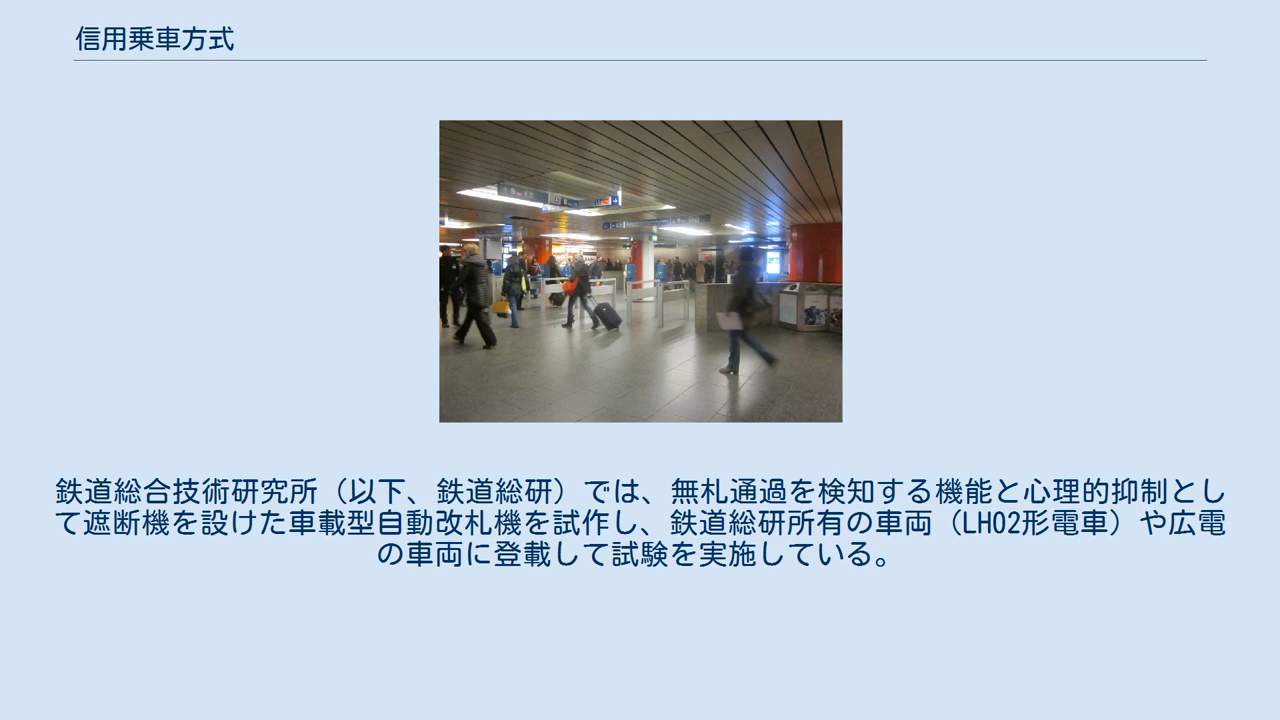 信用乗車方式
鉄道総合技術研究所（以下、鉄道総研）では、無札通過を検知する機能と心理的抑制とし
て遮断機を設けた車載型自動改札機を試作し、鉄道総研所有の車両（LH02形電車）や広電
の車両に登載して試験を実施している。